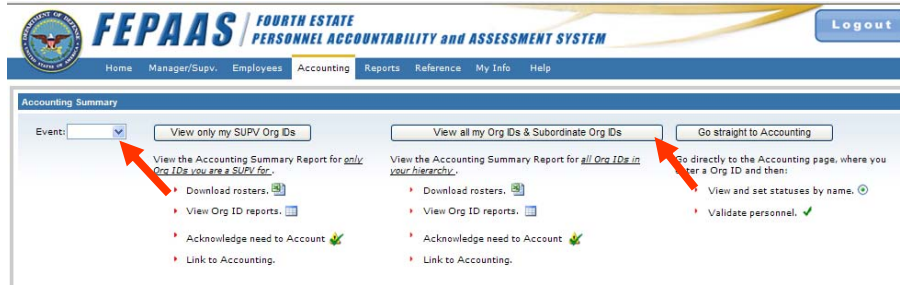 FEPAAS FOURTH ESTATE
PERSONNEL ACCOUNTABILITY and ASSESSMENT SYSTEM
Logout
Home Manager/Supv. Employees Accounting Reports Reference My Info Help
Accounting Summary
Event: View only my SUPV Org IDs View all my Org IDs & Subordinate Org IDs Go straight to Accounting
View the Accounting Summary Report for only
Org IDs you are a SUPV for .
Download rosters.
View Org ID reports.
Acknowledge need to Account
Link to Accounting.
View the Accounting Summary Report for all Org IDs in
your hierarchy .
Download rosters.
View Org ID reports.
Acknowledge need to Account
Link to Accounting.
Go directly to the Accounting page, where you
enter a Org ID and then:
View and set statuses by name.
Validate personnel.